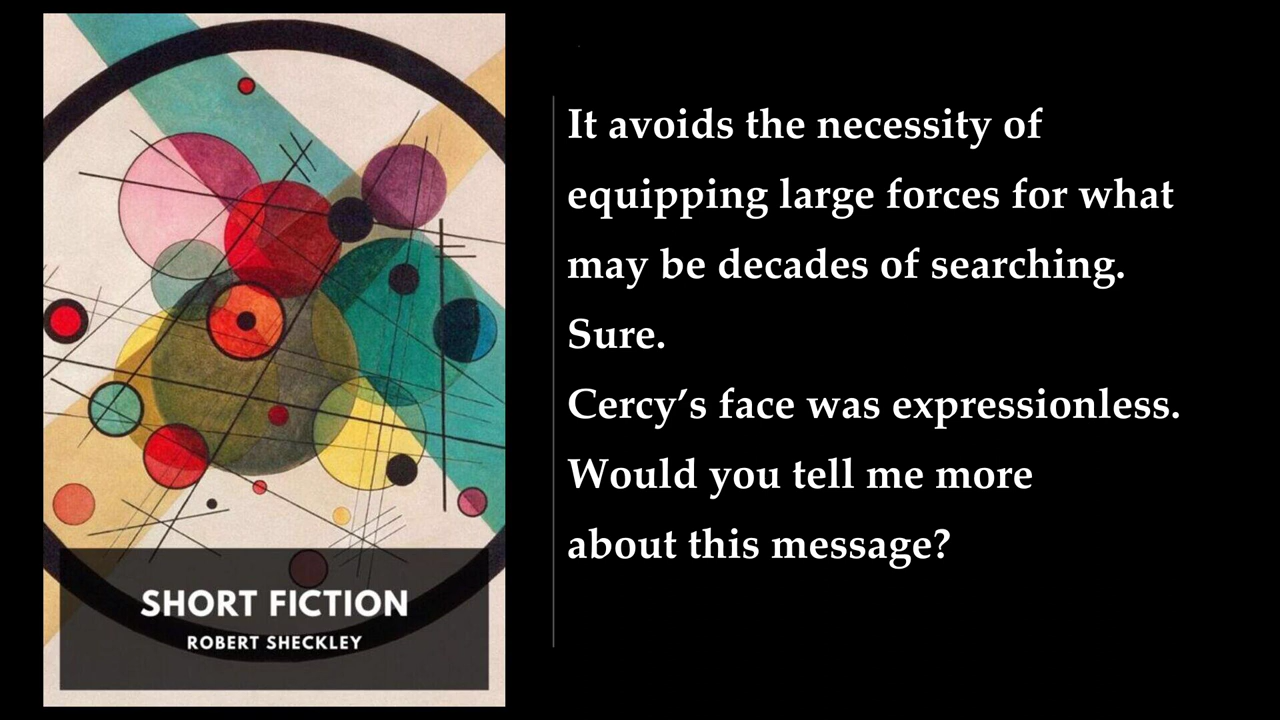 SHORT FICTION
ROBERT SHECKLEY
It avoids the necessity of
equipping large forces for what
may be decades of searching.
Sure.
Cercy’s face was expressionless.
Would you tell me more
about this message?